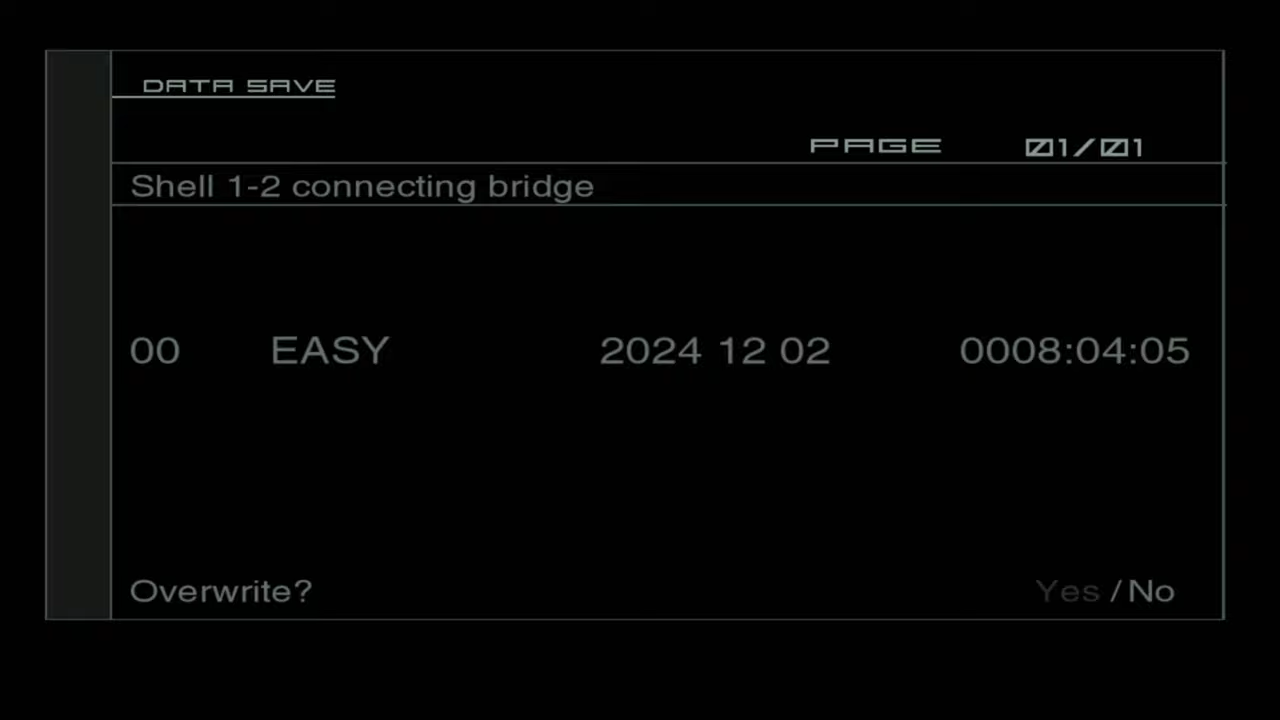 DATA SAVE
PAGE 01/01
Shell 1-2 connecting bridge
00 EASY 2024 12 02 0008:04:05
Overwrite? Yes / No